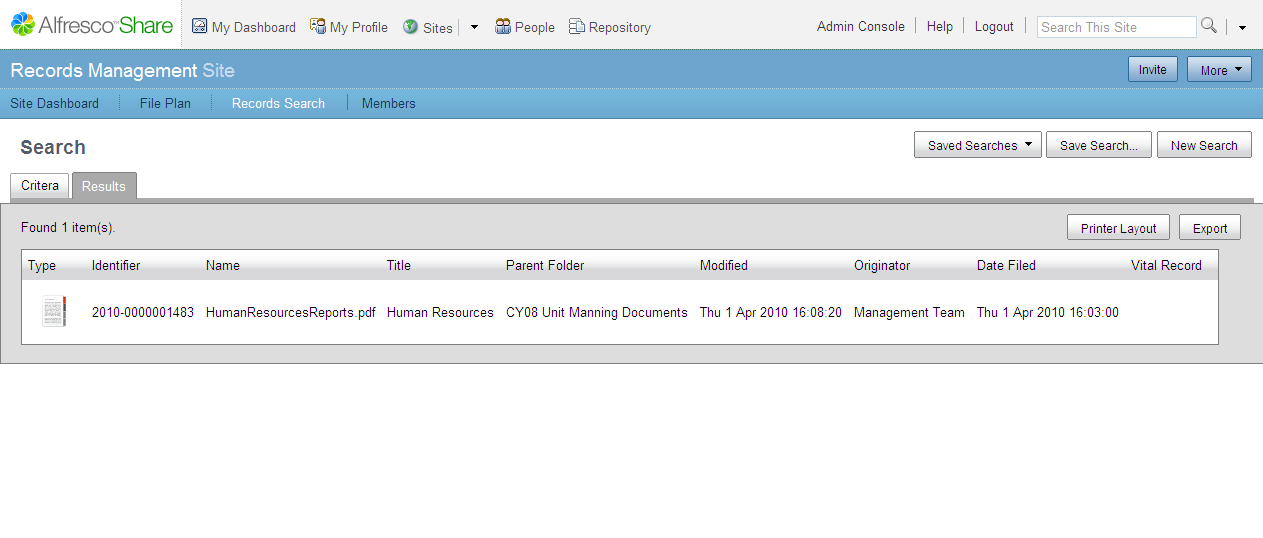 Alfresco™ Share My Dashboard My Profile Sites People Repository Admin Console Help Logout Search This Site
Records Management Site Invite More
Site Dashboard File Plan Records Search Members
Search Saved Searches Save Search... New Search
Critera Results
Found 1 item(s). Printer Layout Export
Type Identifier Name Title Parent Folder Modified Originator Date Filed Vital Record
2010-0000001483 HumanResourcesReports.pdf Human Resources CY08 Unit Manning Documents Thu 1 Apr 2010 16:08:20 Management Team Thu 1 Apr 2010 16:03:00